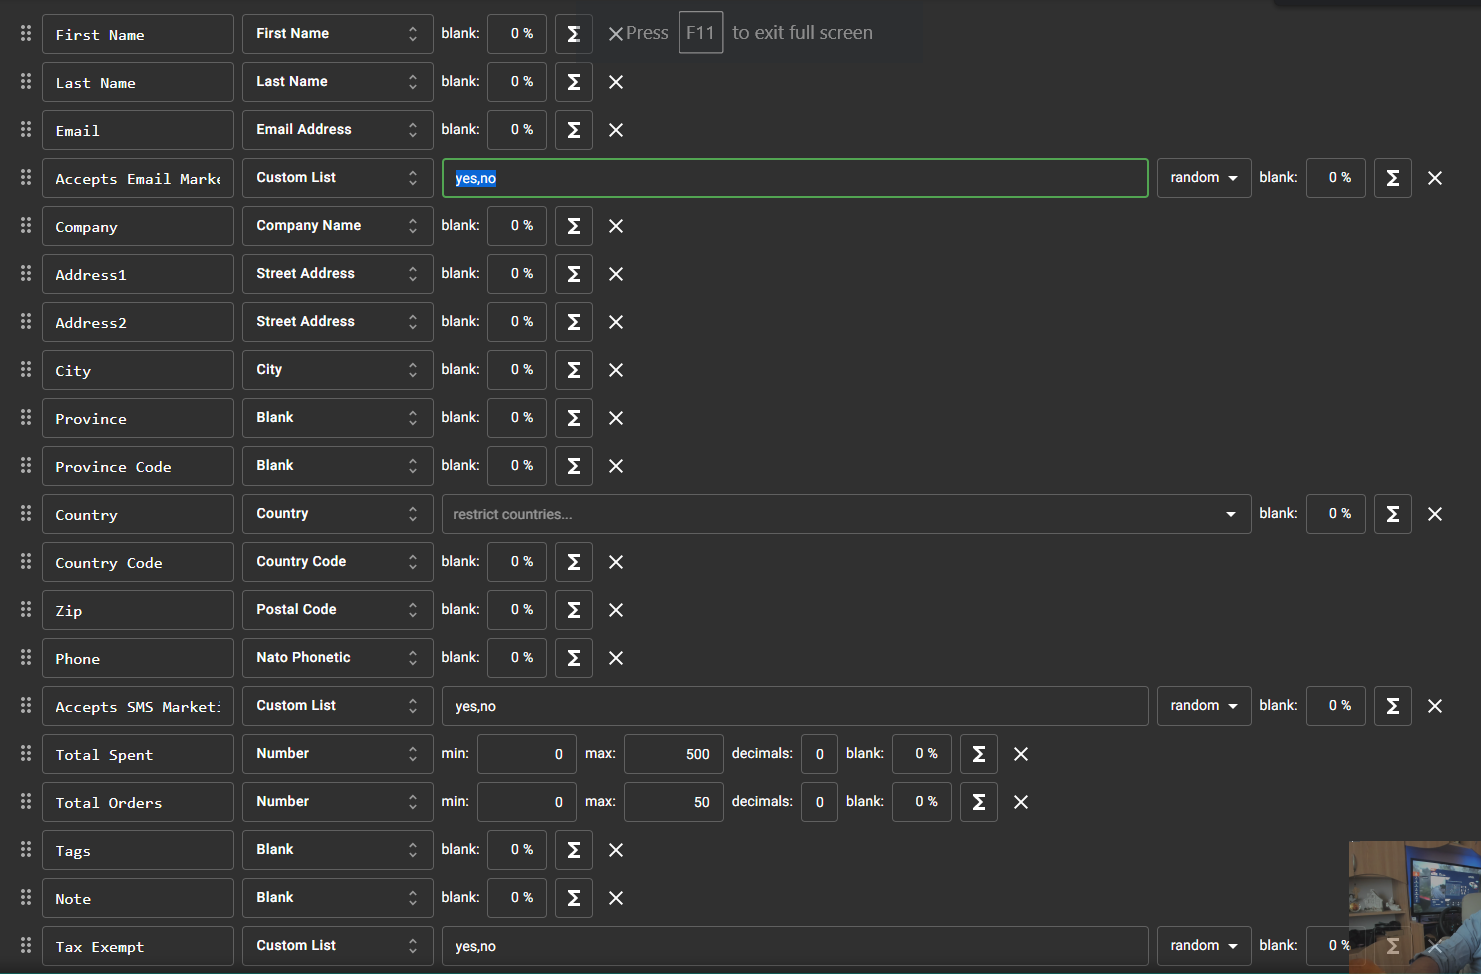 First Name First Name blank: 0 % Σ Press F11 to exit full screen
Last Name Last Name blank: 0 % Σ
Email Email Address blank: 0 % Σ
Accepts Email Marke Custom List yes,no random blank: 0 % Σ
Company Company Name blank: 0 % Σ
Address1 Street Address blank: 0 % Σ
Address2 Street Address blank: 0 % Σ
City City blank: 0 % Σ
Province Blank blank: 0 % Σ
Province Code Blank blank: 0 % Σ
Country Country restrict countries... blank: 0 % Σ
Country Code Country Code blank: 0 % Σ
Zip Postal Code blank: 0 % Σ
Phone Nato Phonetic blank: 0 % Σ
Accepts SMS Marketi Custom List yes,no random blank: 0 % Σ
Total Spent Number min: 0 max: 500 decimals: 0 blank: 0 % Σ
Total Orders Number min: 0 max: 50 decimals: 0 blank: 0 % Σ
Tags Blank blank: 0 % Σ
Note Blank blank: 0 % Σ
Tax Exempt Custom List yes,no random blank: 0 % Σ